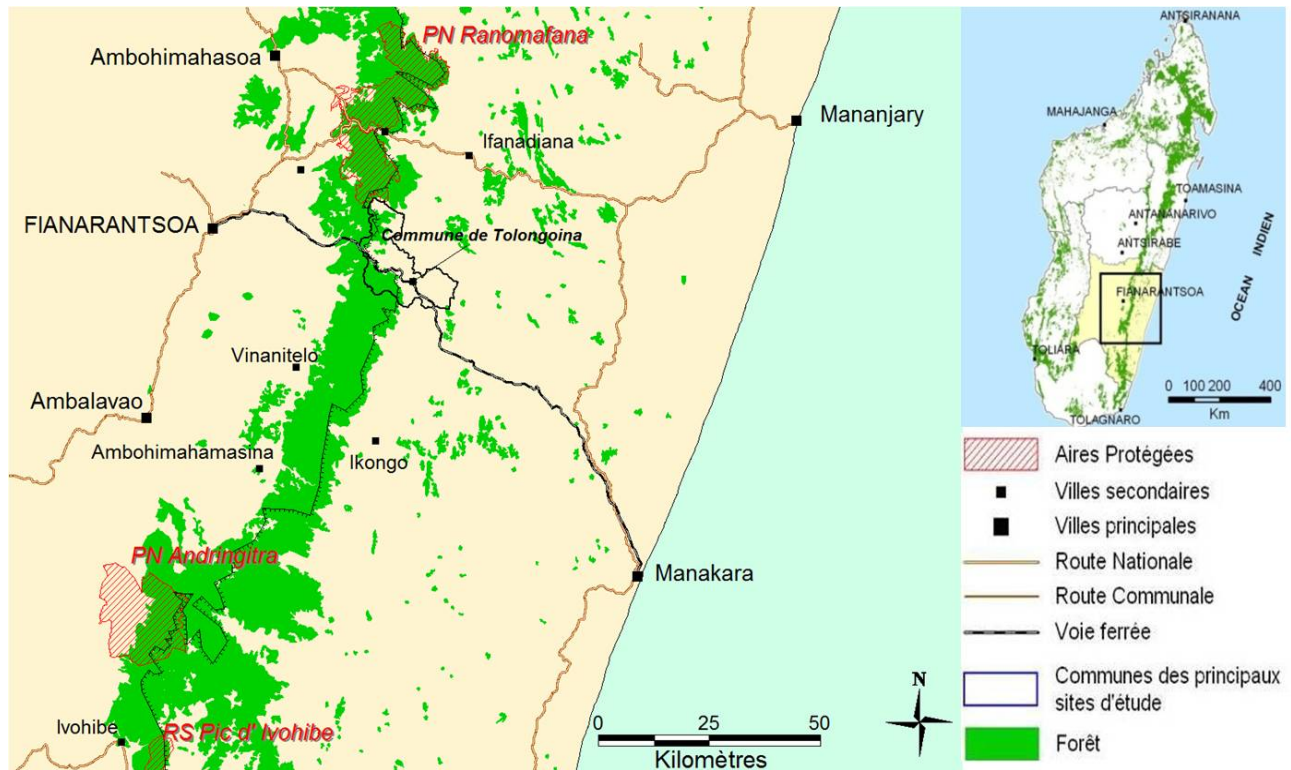 PN Ranomafana
Ambohimahasoa
Mananjary
Ifanadiana
FIANARANTSOA
Commune de Tolongoina
Vinanitelo
Ambalavao
Ambohimahamasina
Ikongo
PN Andringitra
Manakara
Ivohibe
RS Pic d' Ivohibe
N
0 25 50
Kilomètres
ANTSIRANANA
MAHAJANGA
TOAMASINA
ANTANANARIVO
ANTSIRABE
OCEAN INDIEN
FIANARANTSOA
TOLIARA
TOLAGNARO
0 100 200 400
Km
Aires Protégées
Villes secondaires
Villes principales
Route Nationale
Route Communale
Voie ferrée
Communes des principaux
sites d'étude
Forêt